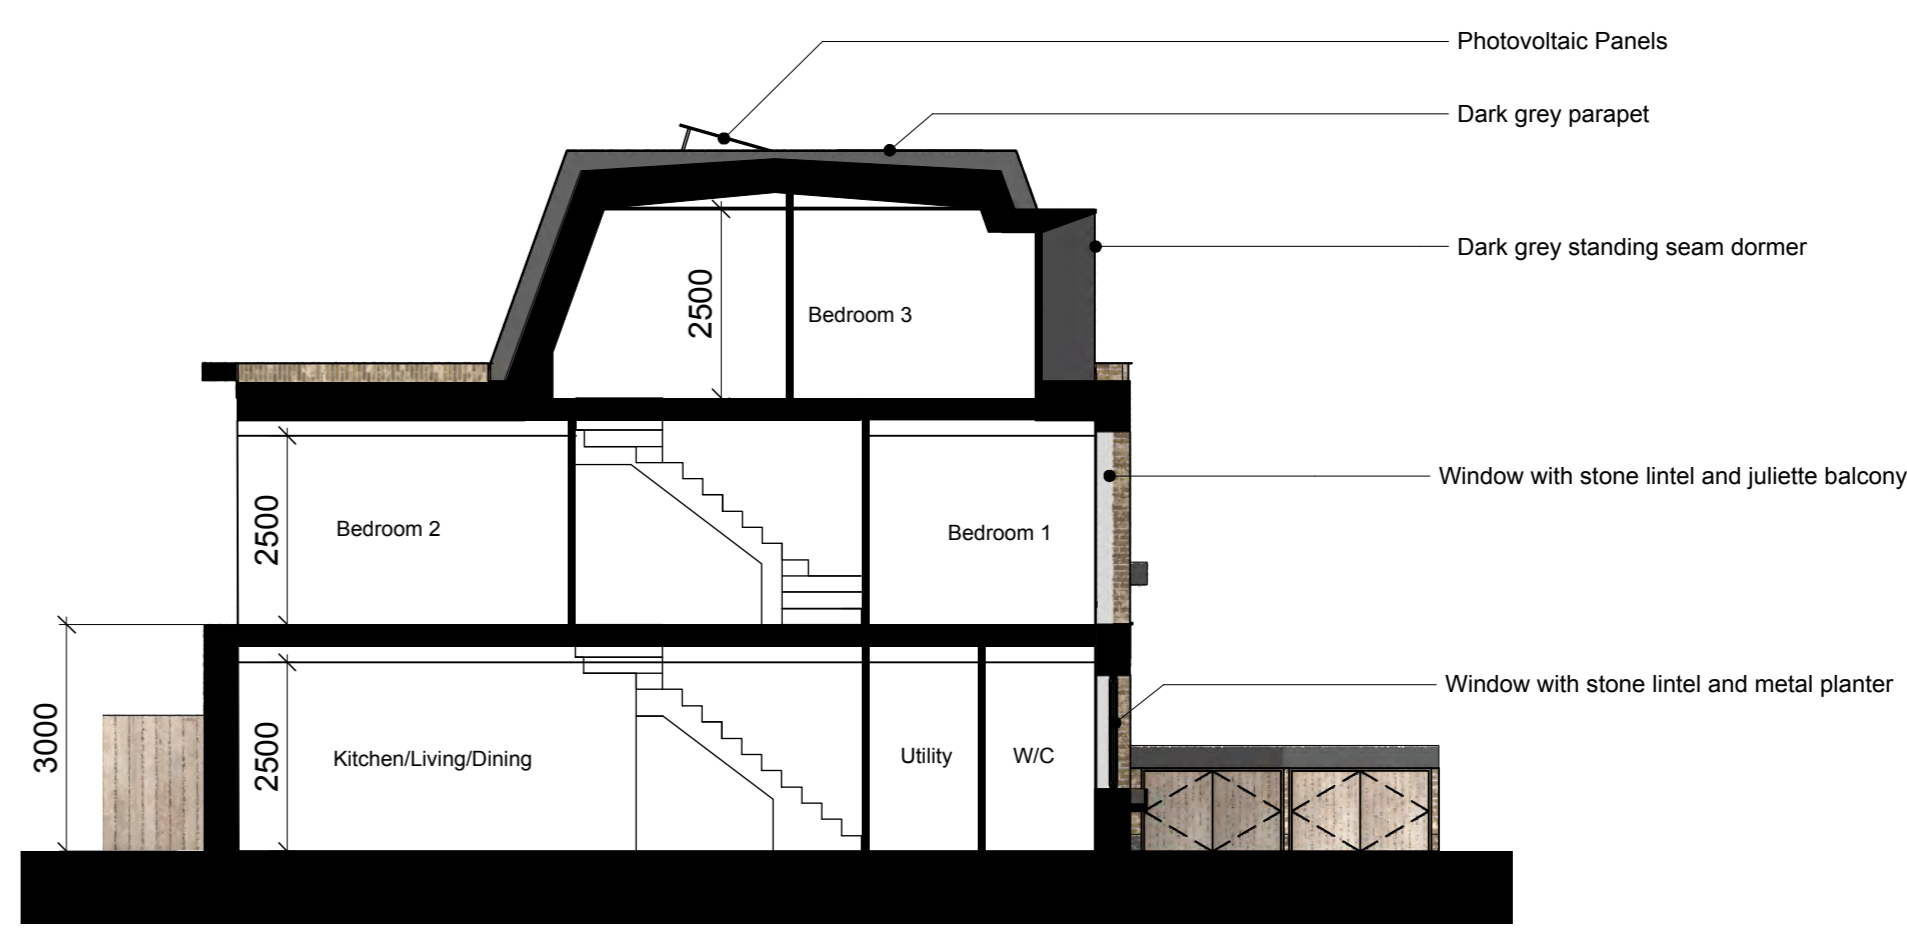 Photovoltaic Panels
Dark grey parapet
Dark grey standing seam dormer
2500
Bedroom 3
Window with stone lintel and juliette balcony
2500
Bedroom 2
Bedroom 1
Window with stone lintel and metal planter
3000
2500
Kitchen/Living/Dining
Utility
W/C